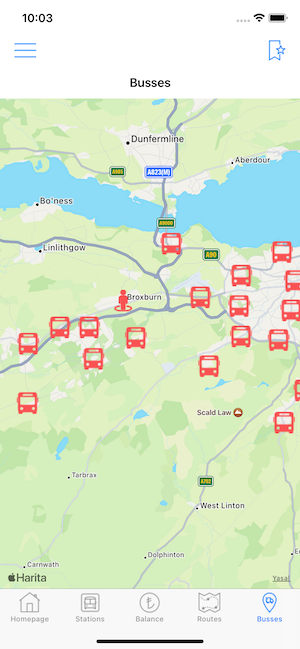 10:03
Busses
Dunfermline
A823(M)
A985
Aberdour
Bo'ness
A9000
Linlithgow
A90
Broxburn
Scald Law
Tarbrax
A702
West Linton
Dolphinton
Carnwath
Harita
Yasal
Homepage
Stations
Balance
Routes
Busses